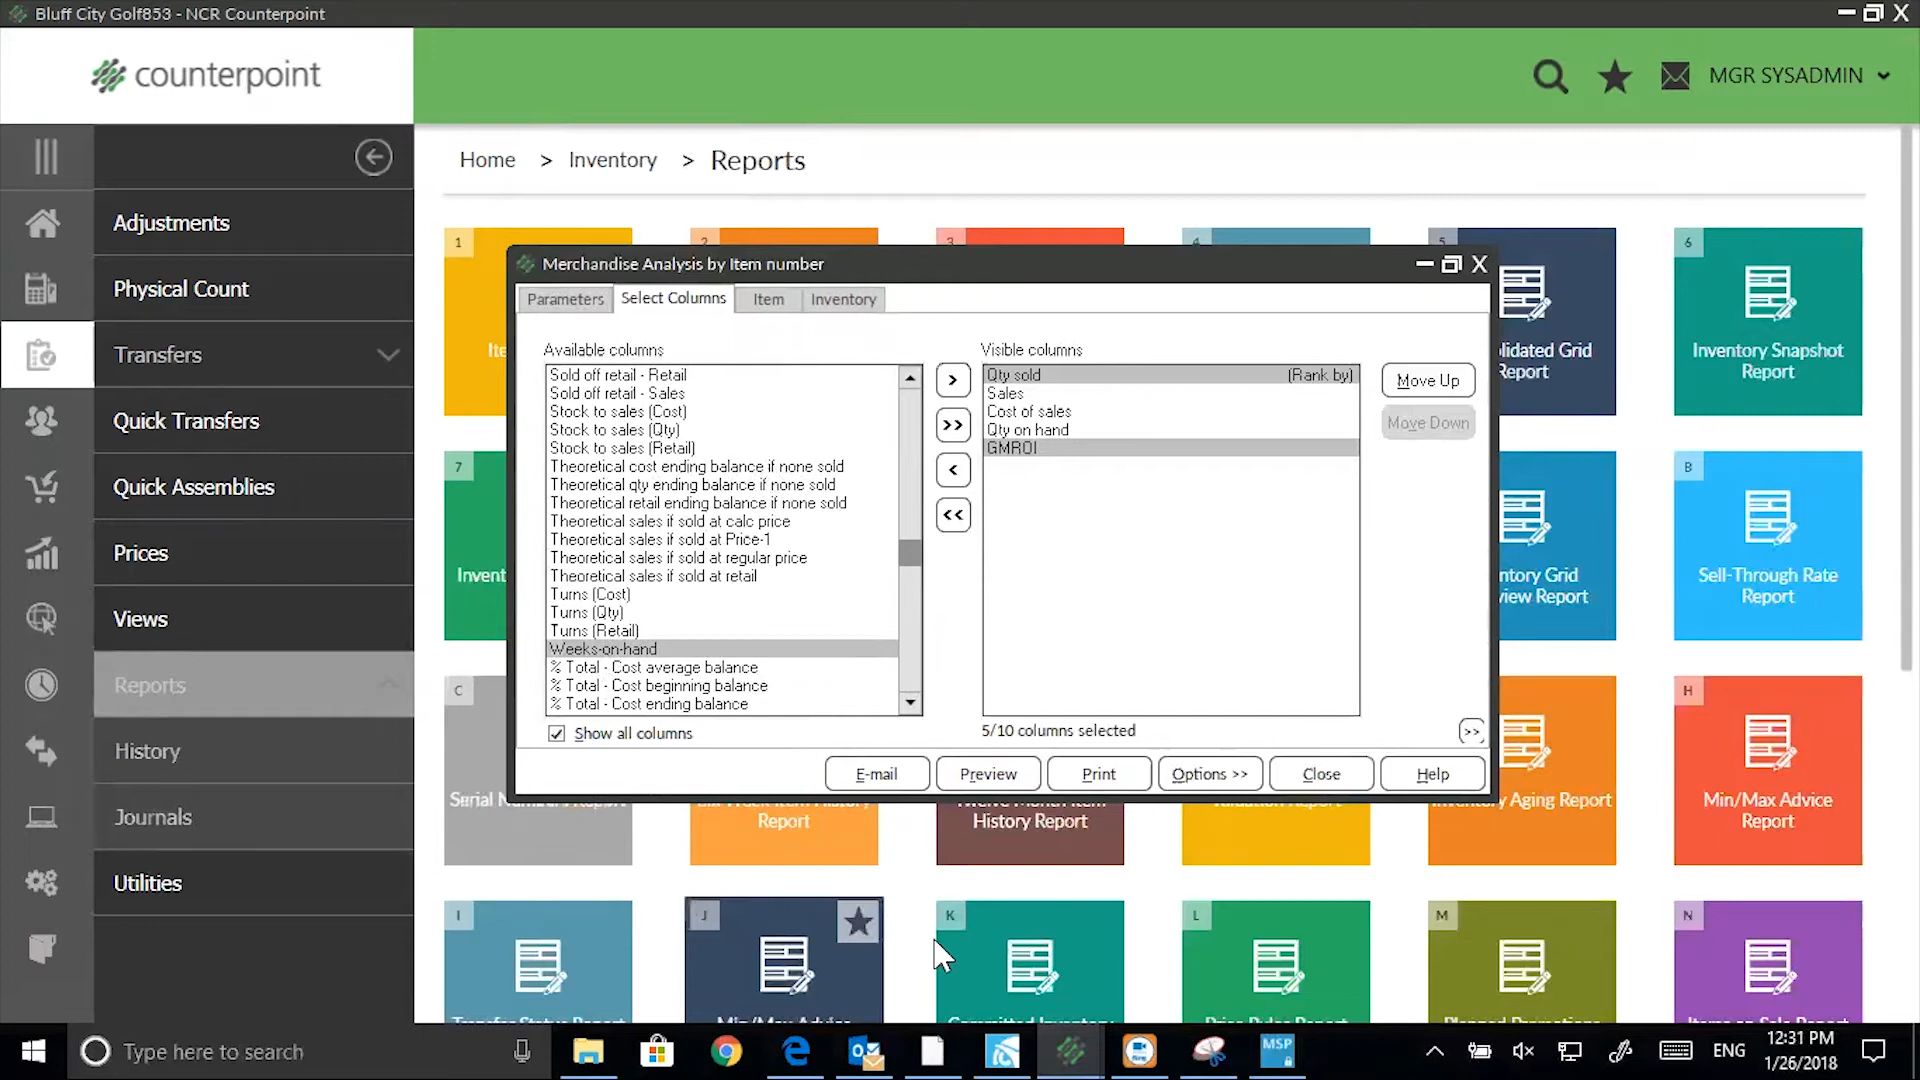 Bluff City Golf853 - NCR Counterpoint
counterpoint
MGR SYSADMIN
Adjustments
Physical Count
Transfers
Quick Transfers
Quick Assemblies
Prices
Views
Reports
History
Journals
Utilities
Home > Inventory > Reports
1
2
3
4
5
6
Inventory Snapshot
Report
7
B
Sell-Through Rate
Report
C
H
Report
History Report
Aging Report
Min/Max Advice
Report
I
J
K
L
M
N
Merchandise Analysis by Item number
Parameters
Select Columns
Item
Inventory
Available columns
Sold off retail - Retail
Sold off retail - Sales
Stock to sales (Cost)
Stock to sales (Qty)
Stock to sales (Retail)
Theoretical cost ending balance if none sold
Theoretical qty ending balance if none sold
Theoretical retail ending balance if none sold
Theoretical sales if sold at calc price
Theoretical sales if sold at Price-1
Theoretical sales if sold at regular price
Theoretical sales if sold at retail
Turns (Cost)
Turns (Qty)
Turns (Retail)
Weeks-on-hand
% Total - Cost average balance
% Total - Cost beginning balance
% Total - Cost ending balance
Show all columns
>
>>
<
<<
Visible columns
Qty sold (Rank by)
Sales
Cost of sales
Qty on hand
GMROI
5/10 columns selected
Move Up
Move Down
>>
E-mail
Preview
Print
Options >>
Close
Help
Type here to search
MSP
ENG
12:31 PM
1/26/2018